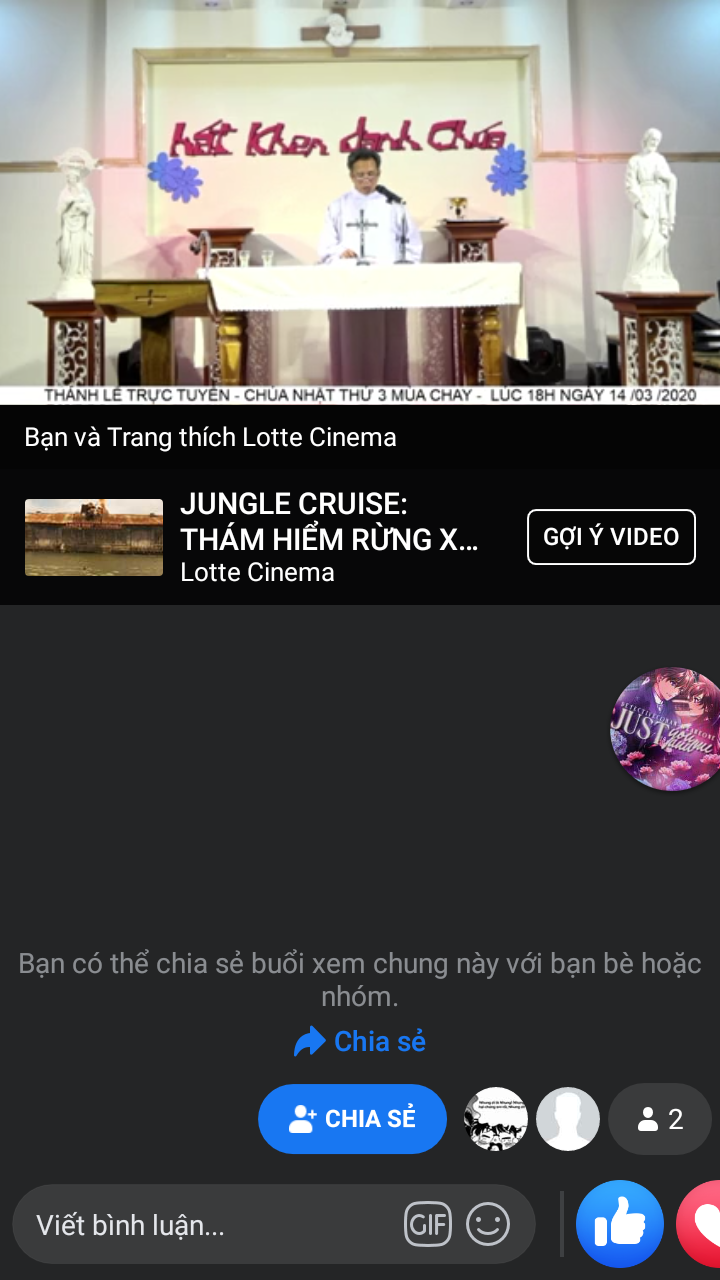 hát Khen danh Chúa
THÁNH LỄ TRỰC TUYẾN - CHÚA NHẬT THỨ 3 MÙA CHAY - LÚC 18H NGÀY 14 /03 /2020
Bạn và Trang thích Lotte Cinema
JUNGLE CRUISE:
THÁM HIỂM RỪNG X...
Lotte Cinema
GỢI Ý VIDEO
JUST
Bạn có thể chia sẻ buổi xem chung này với bạn bè hoặc
nhóm.
Chia sẻ
CHIA SẺ
2
Viết bình luận...
GIF